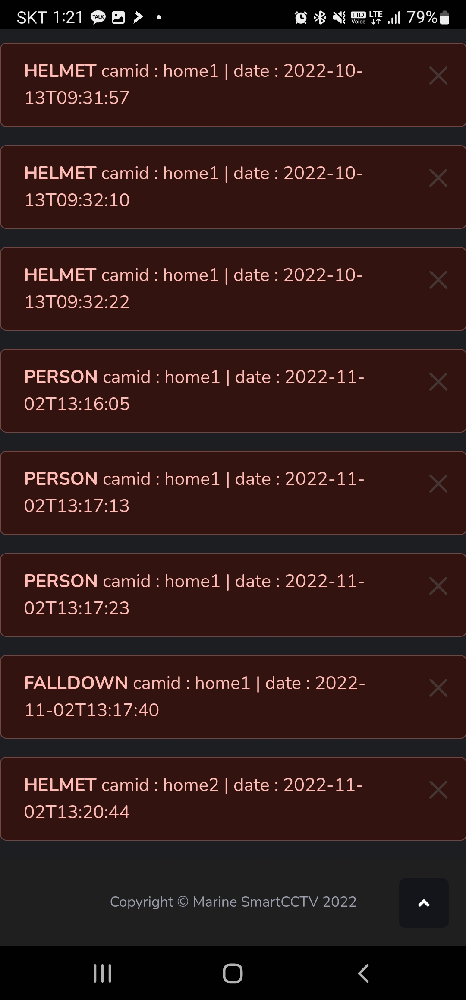 SKT 1:21 TALK HD Voice LTE 79%
HELMET camid : home1 | date : 2022-10-
13T09:31:57
HELMET camid : home1 | date : 2022-10-
13T09:32:10
HELMET camid : home1 | date : 2022-10-
13T09:32:22
PERSON camid : home1 | date : 2022-11-
02T13:16:05
PERSON camid : home1 | date : 2022-11-
02T13:17:13
PERSON camid : home1 | date : 2022-11-
02T13:17:23
FALLDOWN camid : home1 | date : 2022-
11-02T13:17:40
HELMET camid : home2 | date : 2022-11-
02T13:20:44
Copyright © Marine SmartCCTV 2022